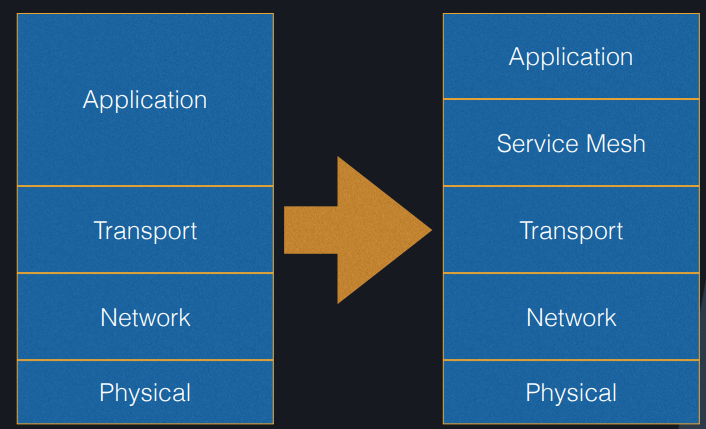 Application
Transport
Network
Physical
Application
Service Mesh
Transport
Network
Physical